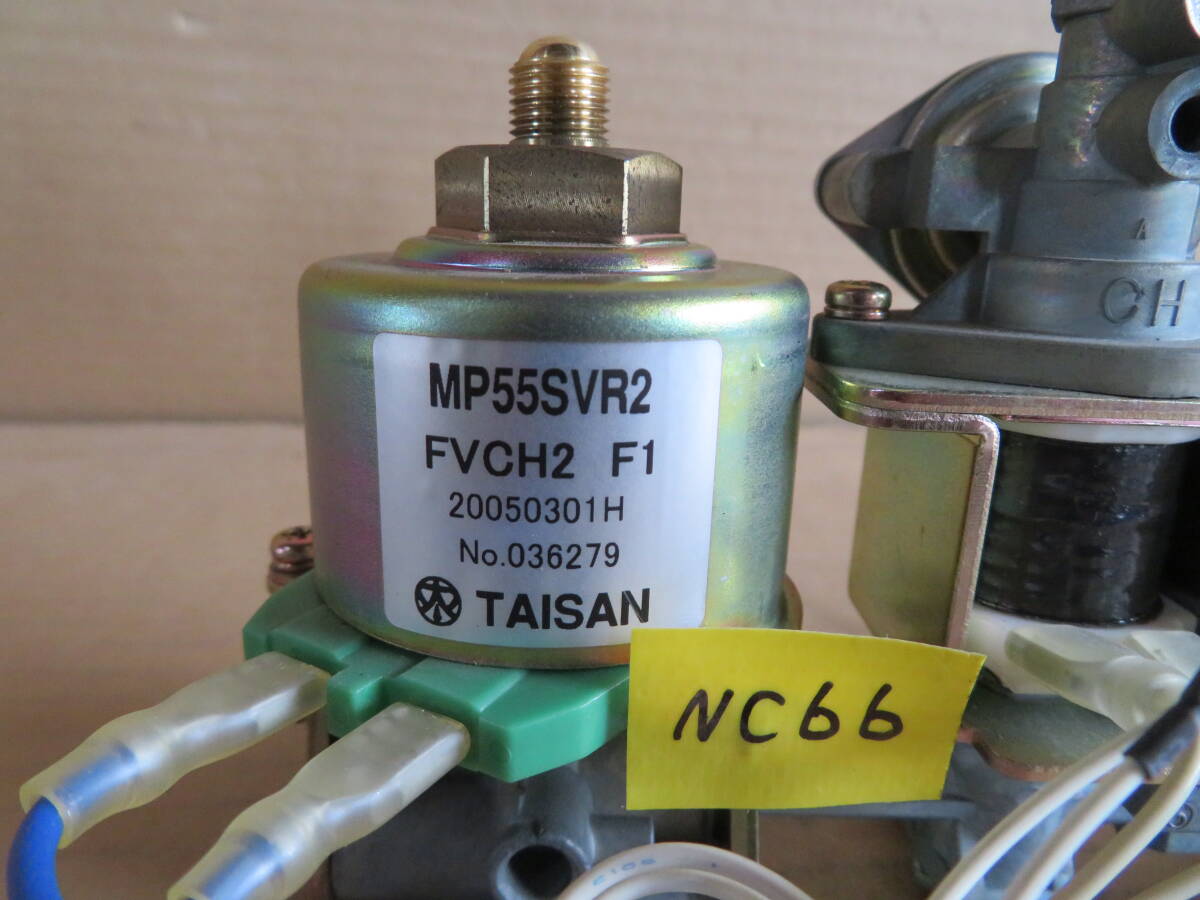 MP55SVR2
FVCH2 F1
20050301H
No.036279
TAISAN
NC66
A
CH